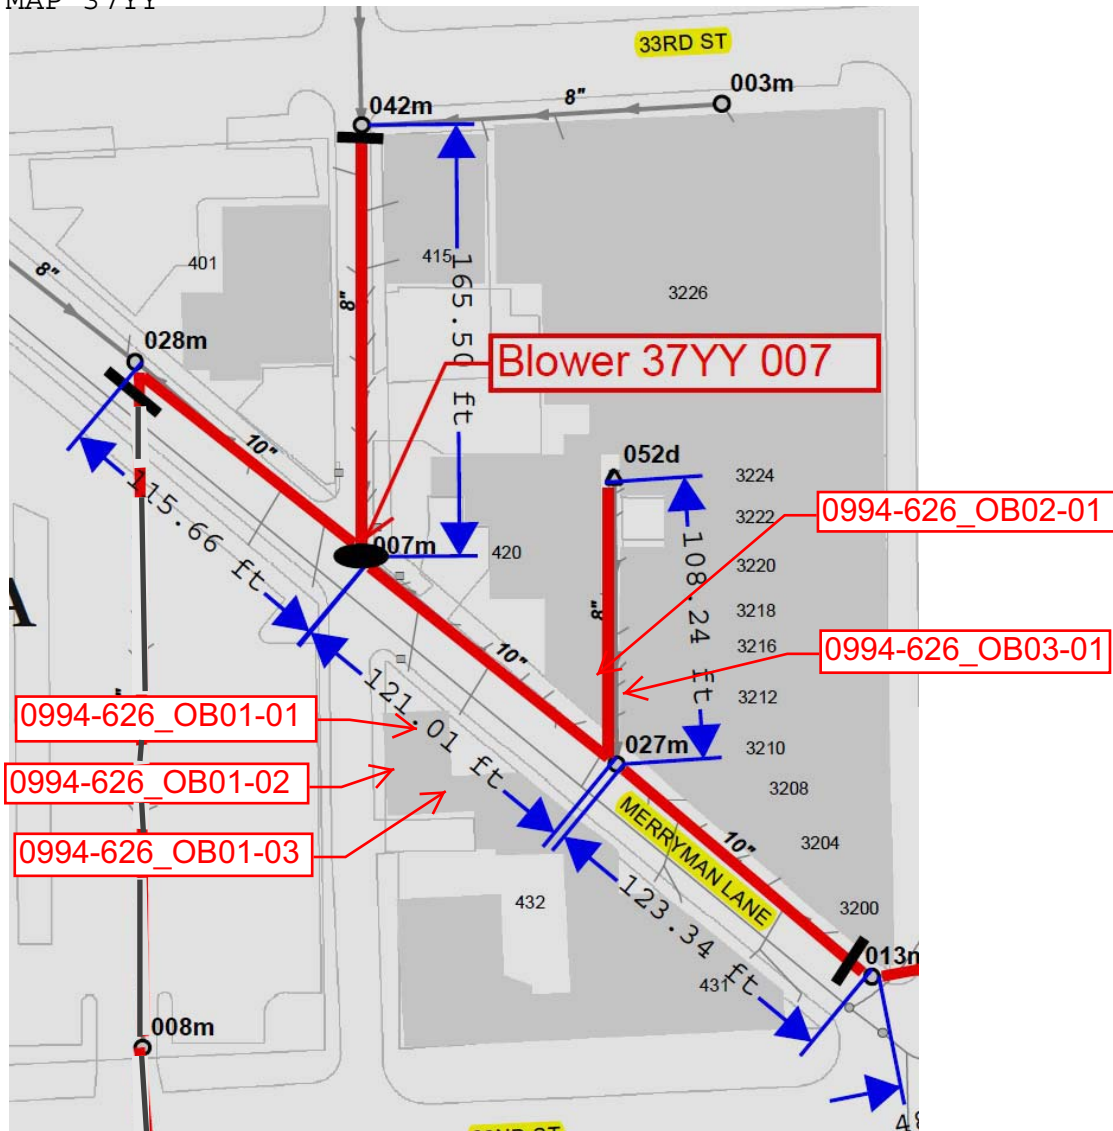 MAP 37YY
33RD ST
003m
8"
042m
401
415
8"
3226
8"
165.50 ft
028m
Blower 37YY 007
10"
052d
3224
115.66 ft
3222
0994-626_OB02-01
007m
420
108.24 ft
3220
8"
3218
3216
0994-626_OB03-01
10"
121.01 ft
3212
0994-626_OB01-01
027m
3210
0994-626_OB01-02
3208
MERRYMAN LANE
10"
3204
0994-626_OB01-03
123.34 ft
432
3200
013m
431
008m
48